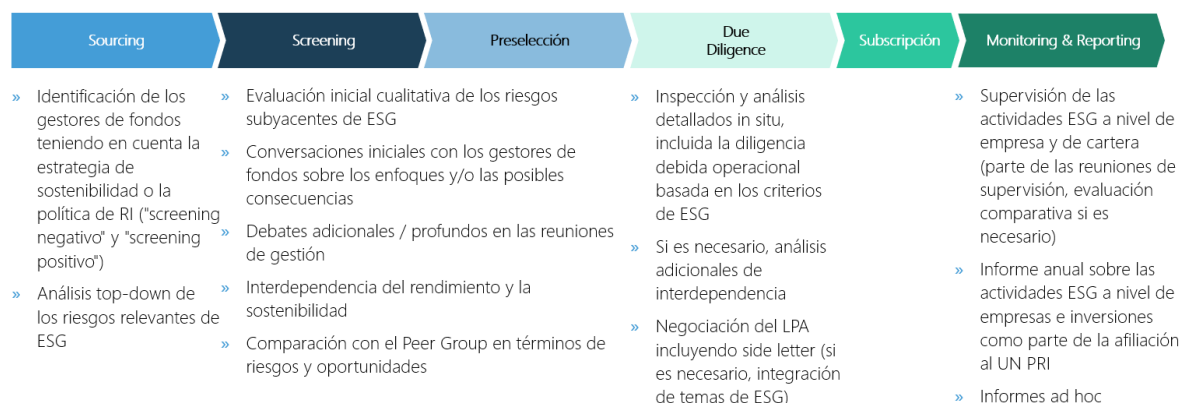 Sourcing
Screening
Preselección
Due
Diligence
Subscripción
Monitoring & Reporting
» Identificación de los
gestores de fondos
teniendo en cuenta la
estrategia de
sostenibilidad o la
política de RI ("screening
negativo" y "screening
positivo")
» Análisis top-down de
los riesgos relevantes de
ESG
» Evaluación inicial cualitativa de los riesgos
subyacentes de ESG
» Conversaciones iniciales con los gestores de
fondos sobre los enfoques y/o las posibles
consecuencias
» Debates adicionales / profundos en las reuniones
de gestión
» Interdependencia del rendimiento y la
sostenibilidad
» Comparación con el Peer Group en términos de
riesgos y oportunidades
» Inspección y análisis
detallados in situ,
incluida la diligencia
debida operacional
basada en los criterios
de ESG
» Si es necesario, análisis
adicionales de
interdependencia
» Negociación del LPA
incluyendo side letter (si
es necesario, integración
de temas de ESG)
» Supervisión de las
actividades ESG a nivel de
empresa y de cartera
(parte de las reuniones de
supervisión, evaluación
comparativa si es
necesario)
» Informe anual sobre las
actividades ESG a nivel de
empresas e inversiones
como parte de la afiliación
al UN PRI
» Informes ad hoc